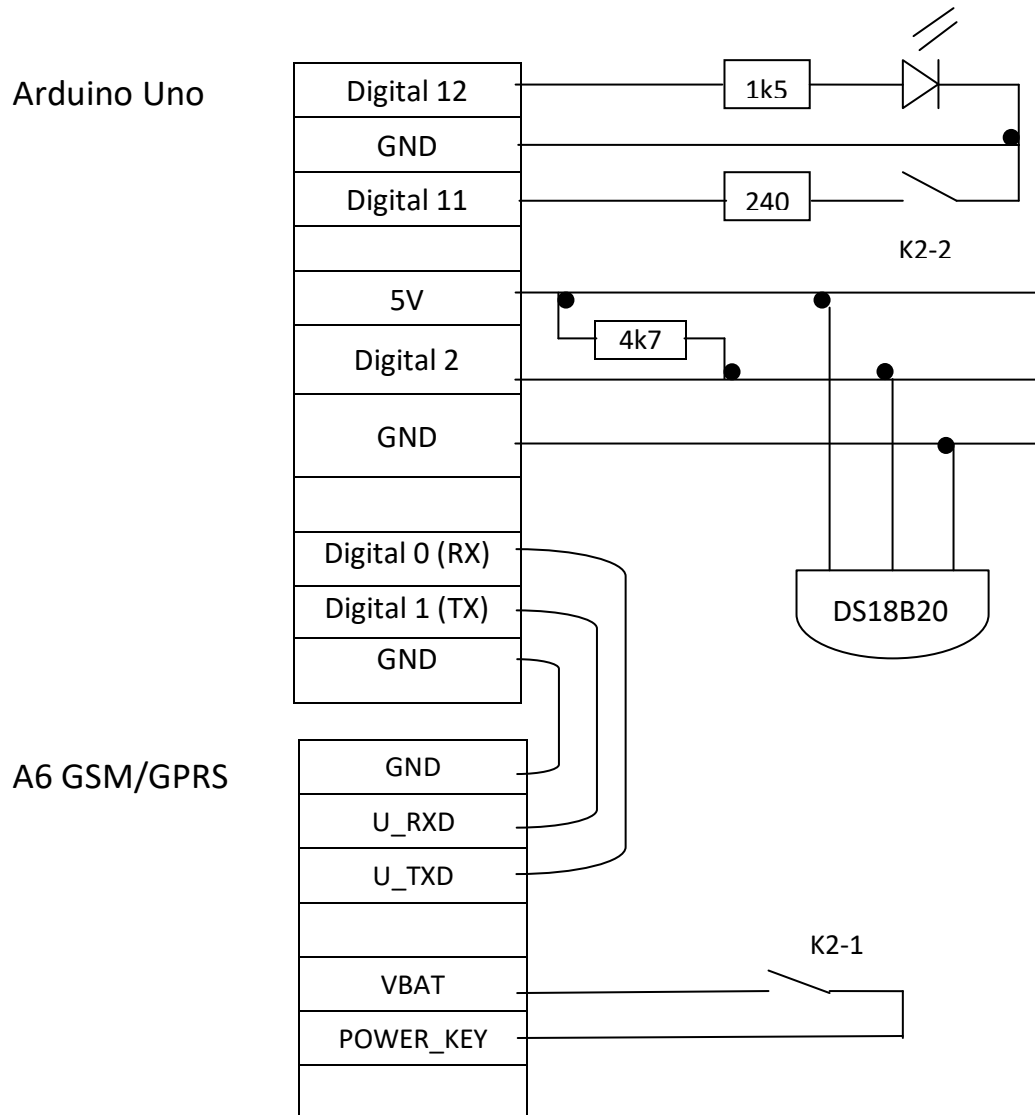 Arduino Uno
Digital 12
1k5
GND
Digital 11
240
K2-2
5V
4k7
Digital 2
GND
Digital 0 (RX)
Digital 1 (TX)
DS18B20
GND
A6 GSM/GPRS
GND
U_RXD
U_TXD
K2-1
VBAT
POWER_KEY